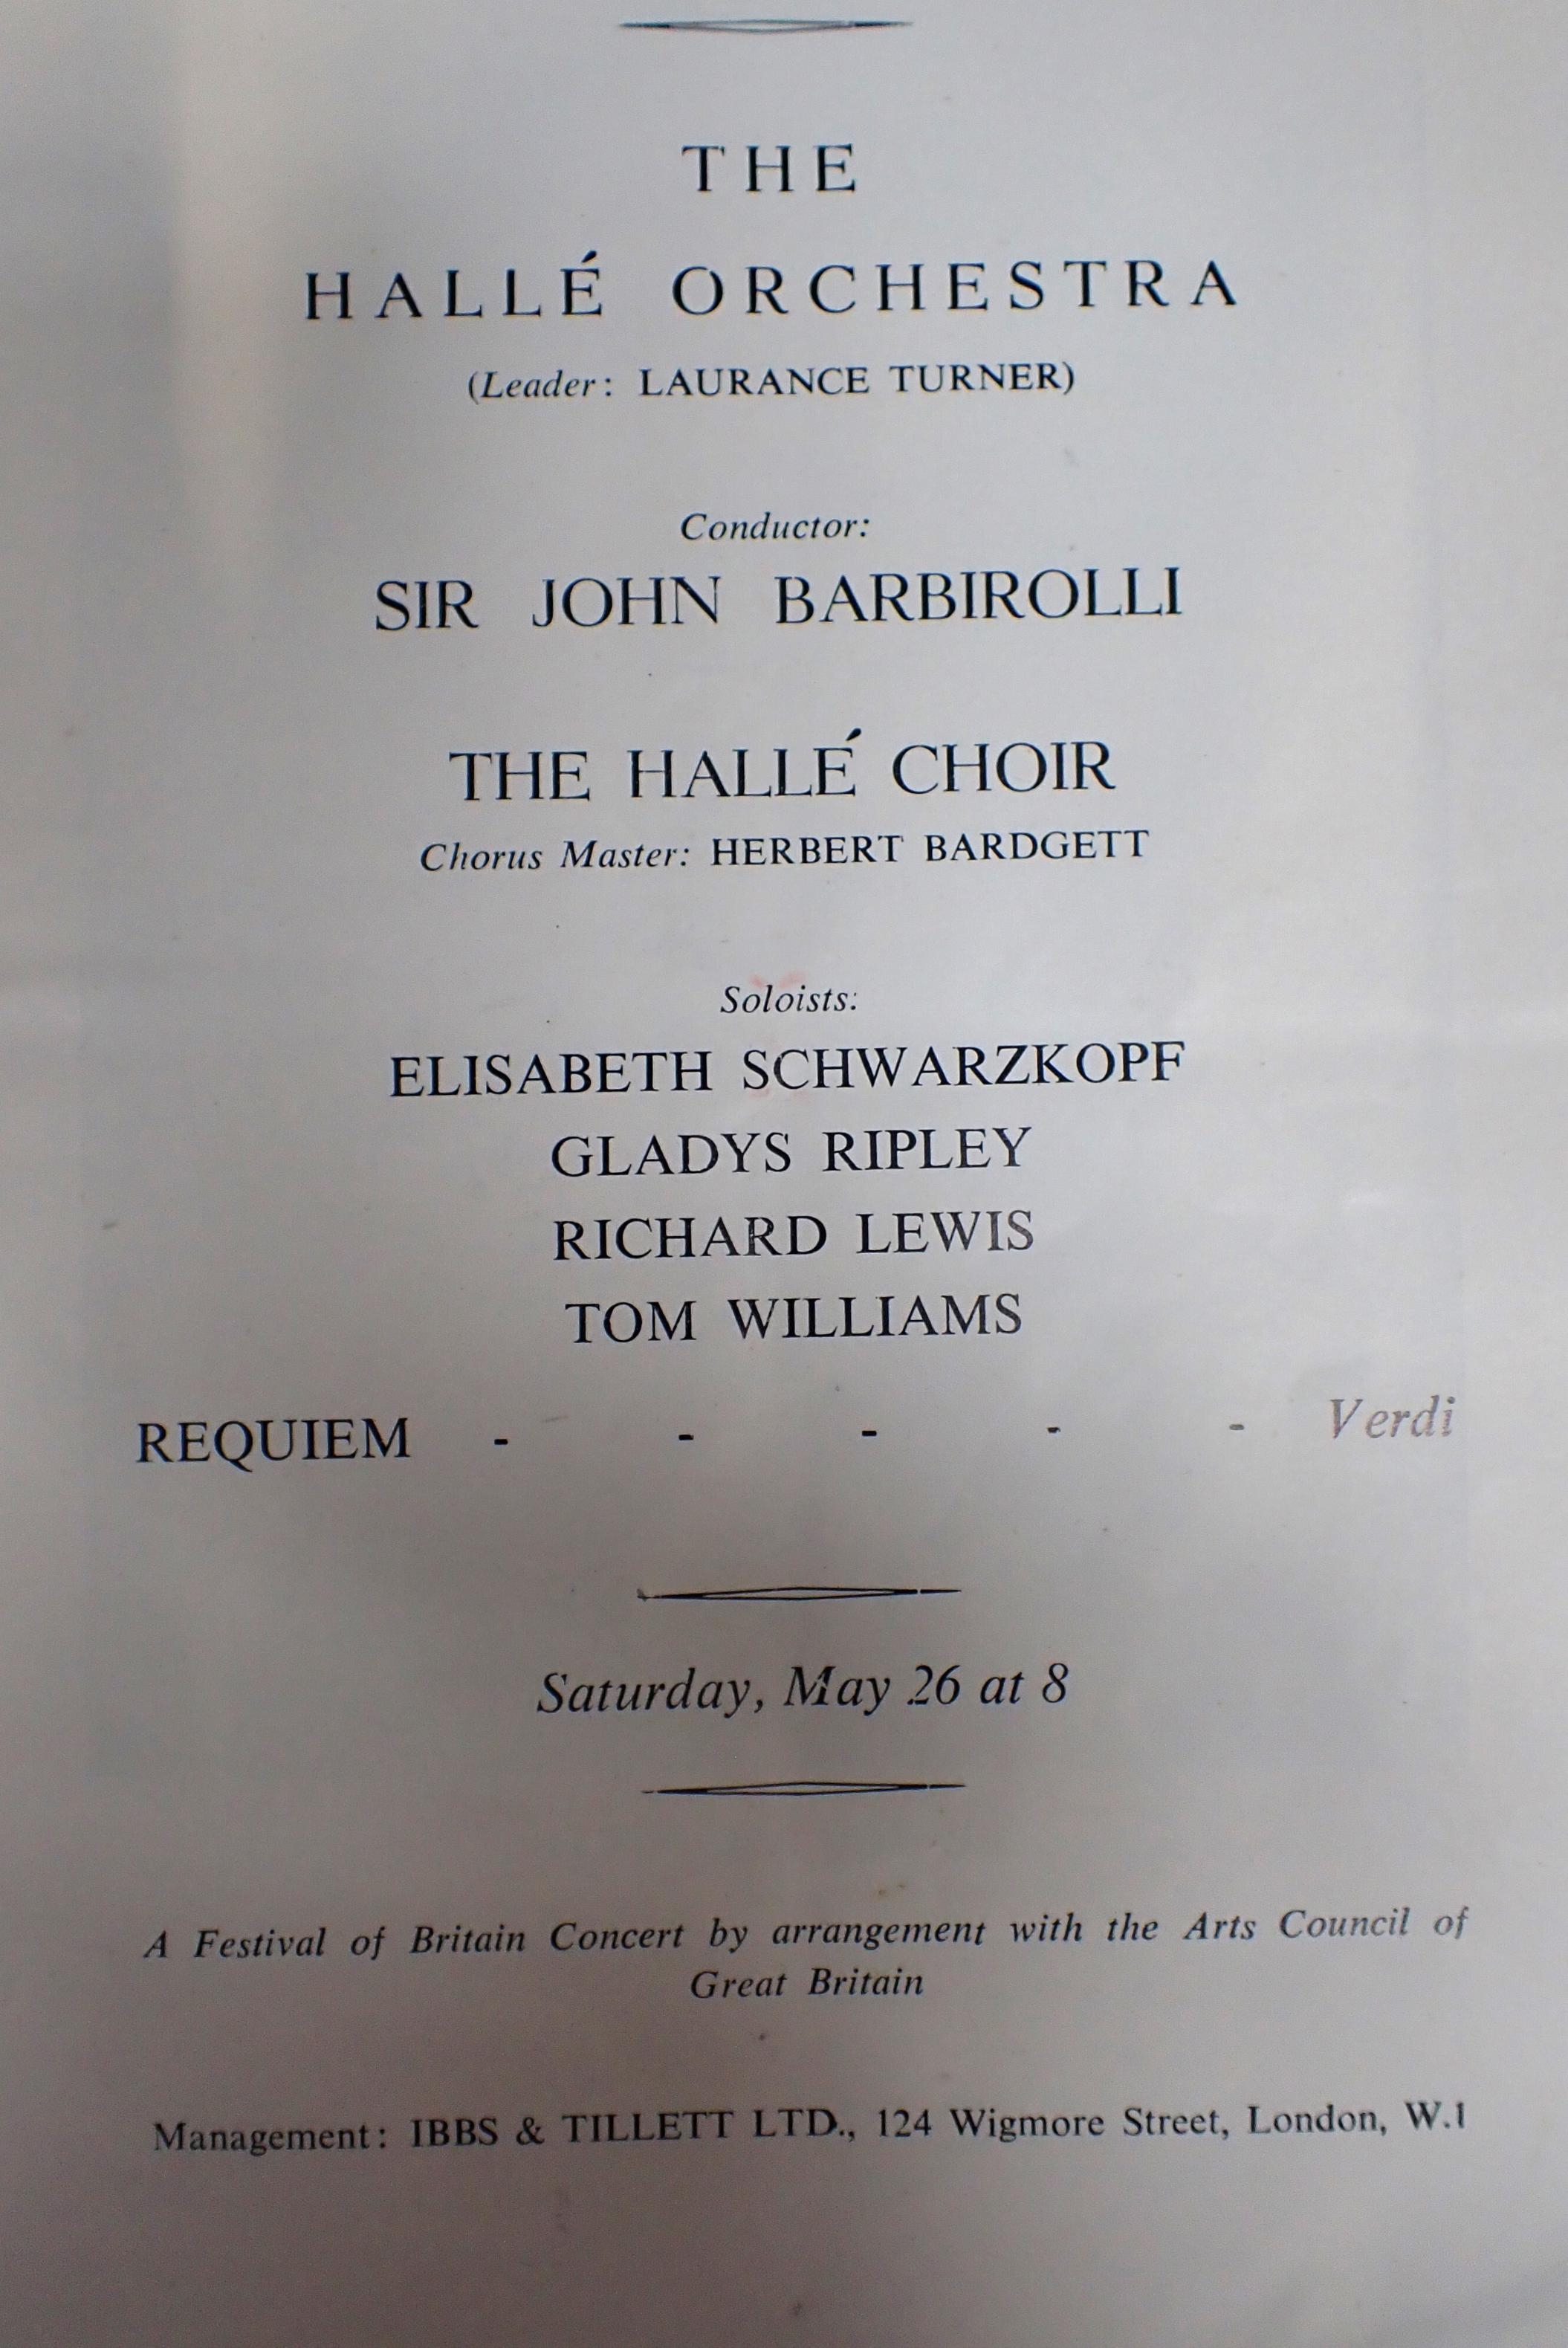 THE
HALLÉ ORCHESTRA
(Leader: LAURANCE TURNER)
Conductor:
SIR JOHN BARBIROLLI
THE HALLÉ CHOIR
Chorus Master: HERBERT BARDGETT
Soloists:
ELISABETH SCHWARZKOPF
GLADYS RIPLEY
RICHARD LEWIS
TOM WILLIAMS
REQUIEM - - - - - Verdi
Saturday, May 26 at 8
A Festival of Britain Concert by arrangement with the Arts Council of
Great Britain
Management: IBBS & TILLETT LTD., 124 Wigmore Street, London, W.1